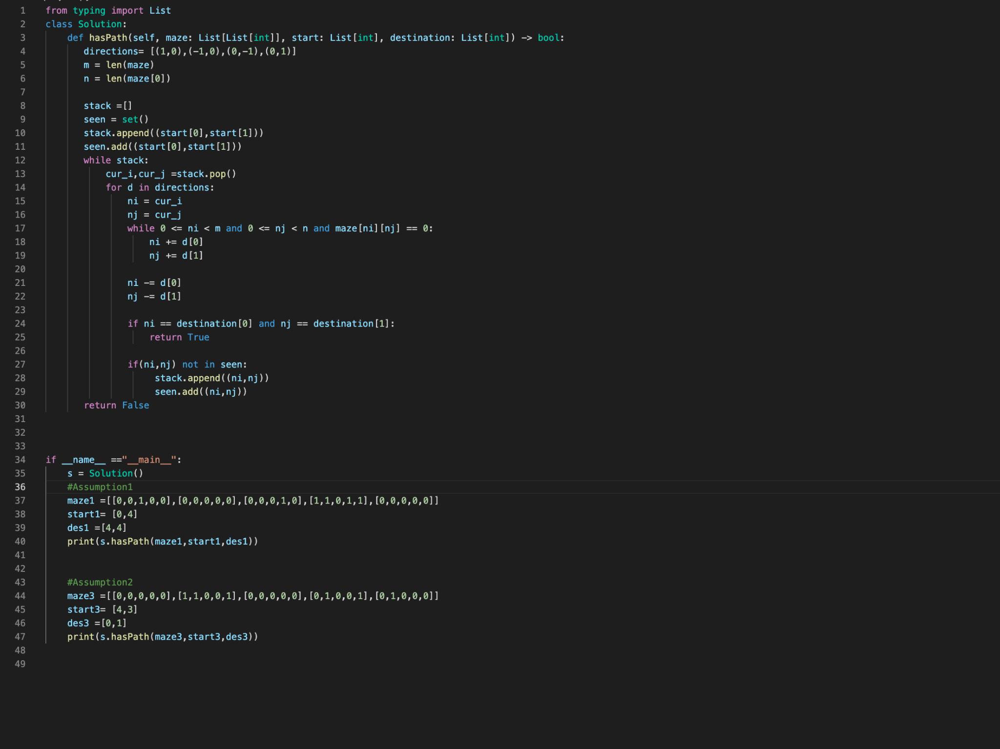 1 from typing import List
2 class Solution:
3     def hasPath(self, maze: List[List[int]], start: List[int], destination: List[int]) -> bool:
4        directions= [(1,0),(-1,0),(0,-1),(0,1)]
5        m = len(maze)
6        n = len(maze[0])
7
8        stack =[]
9        seen = set()
10        stack.append((start[0],start[1]))
11        seen.add((start[0],start[1]))
12        while stack:
13            cur_i,cur_j =stack.pop()
14            for d in directions:
15                ni = cur_i
16                nj = cur_j
17                while 0 <= ni < m and 0 <= nj < n and maze[ni][nj] == 0:
18                    ni += d[0]
19                    nj += d[1]
20
21                ni -= d[0]
22                nj -= d[1]
23
24                if ni == destination[0] and nj == destination[1]:
25                    return True
26
27                if(ni,nj) not in seen:
28                     stack.append((ni,nj))
29                     seen.add((ni,nj))
30        return False
31
32
33
34 if __name__ =="__main__":
35     s = Solution()
36     #Assumption1
37     maze1 =[[0,0,1,0,0],[0,0,0,0,0],[0,0,0,1,0],[1,1,0,1,1],[0,0,0,0,0]]
38     start1= [0,4]
39     des1 =[4,4]
40     print(s.hasPath(maze1,start1,des1))
41
42
43     #Assumption2
44     maze3 =[[0,0,0,0,0],[1,1,0,0,1],[0,0,0,0,0],[0,1,0,0,1],[0,1,0,0,0]]
45     start3= [4,3]
46     des3 =[0,1]
47     print(s.hasPath(maze3,start3,des3))
48
49